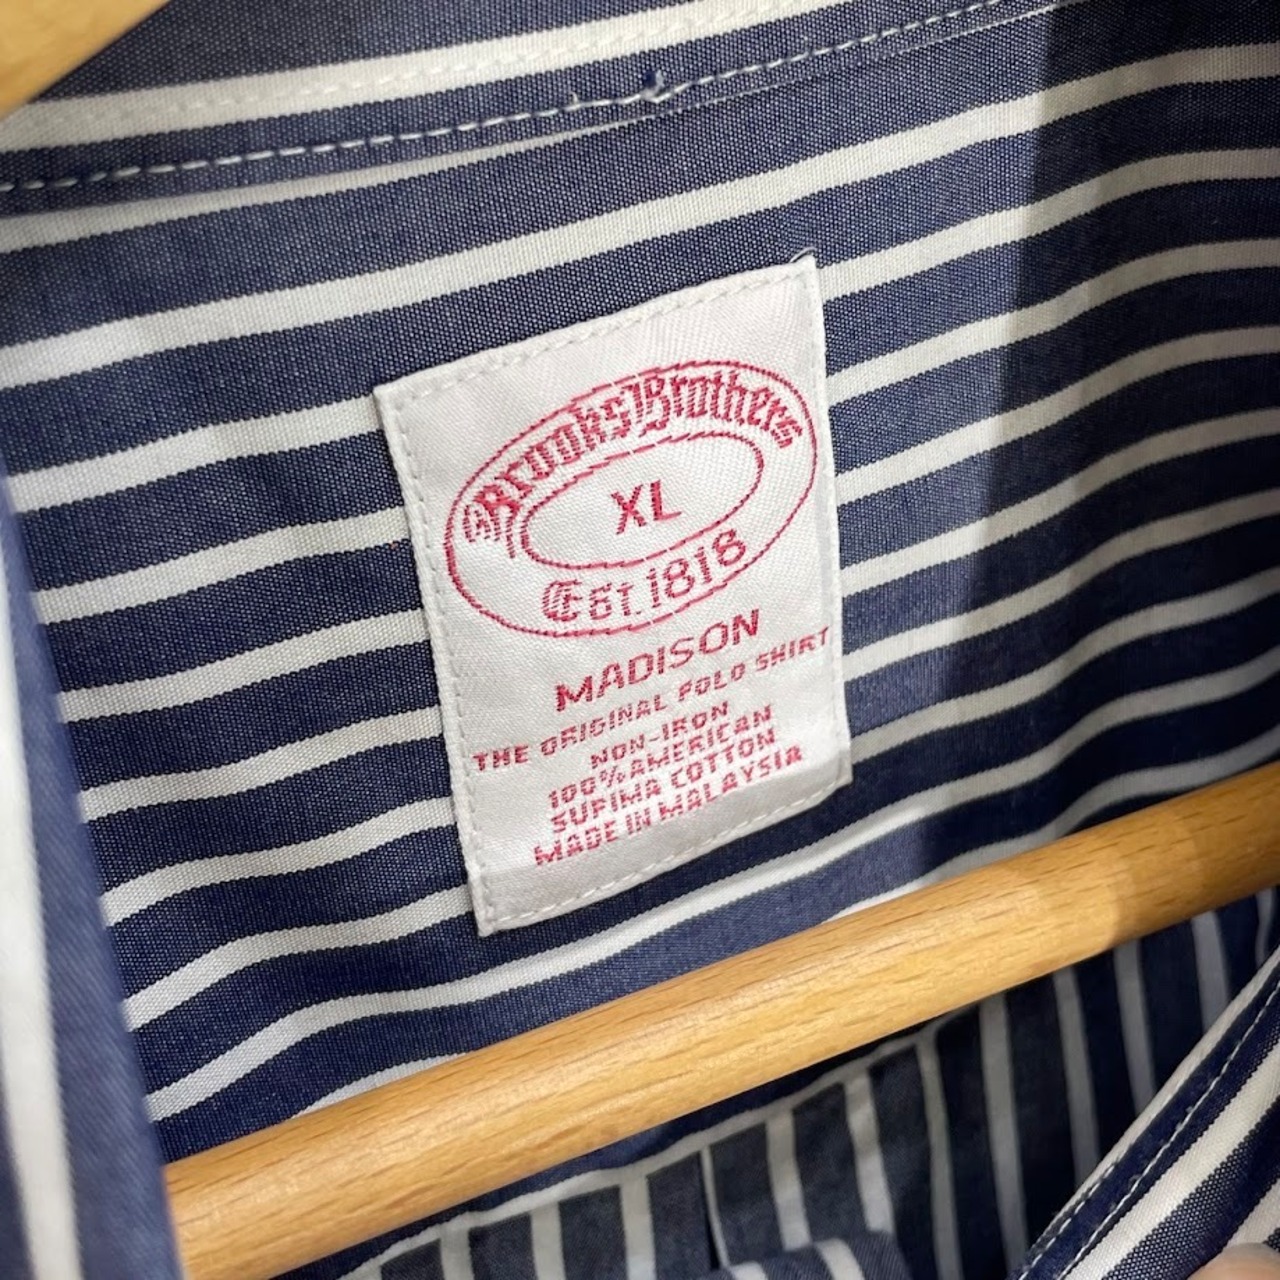 Brooks Brothers
XL
Est. 1818
MADISON
THE ORIGINAL POLO SHIRT
NON-IRON
100% AMERICAN
SUPIMA COTTON
MADE IN MALAYSIA